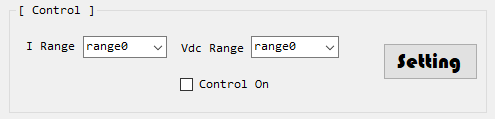 [ Control ]
I Range range0 Vdc Range range0
Setting
Control On